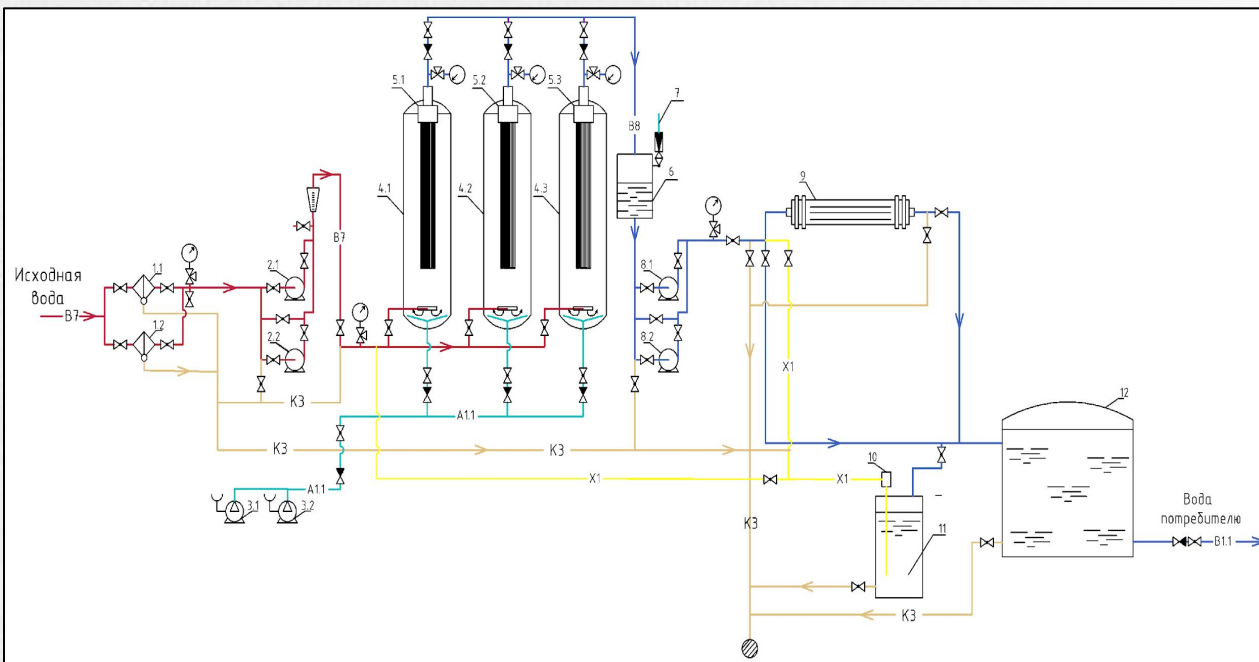 5.1
5.2
5.3
7
В8
4.1
4.2
4.3
6
9
В7
Исходная
вода
В7
1.1
1.2
2.1
2.2
8.1
8.2
К3
А1.1
К3
К3
Х1
12
10
Х1
Х1
К3
11
А1.1
3.1
3.2
Вода
потребителю
В1.1
К3